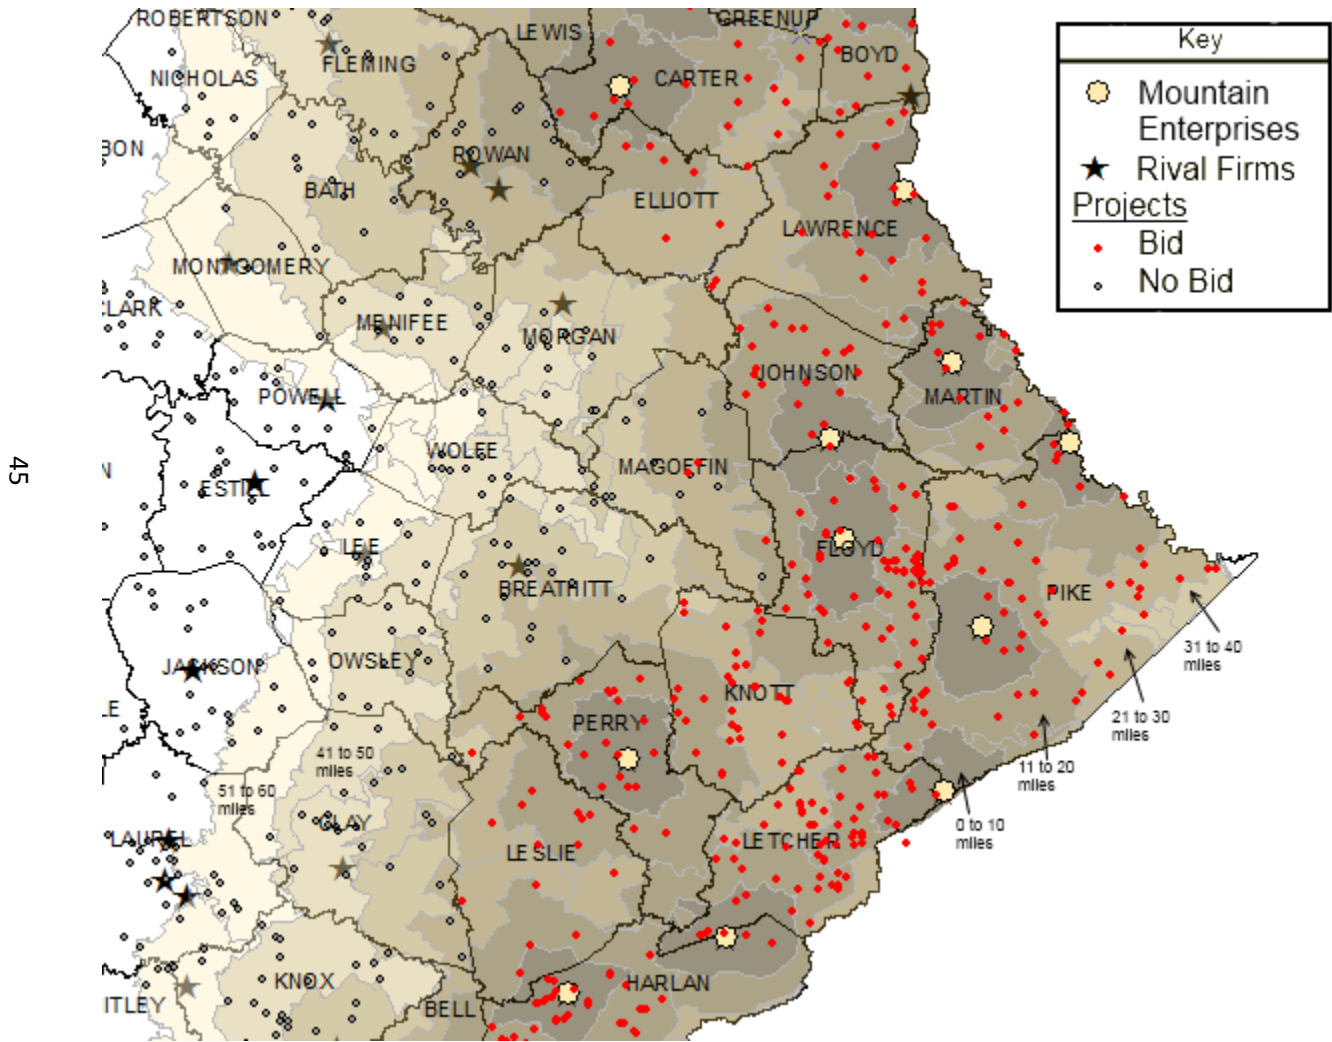 ROBERTSON
GREENUP
LEWIS
FLEMING
BOYD
NICHOLAS
CARTER
BON
ROWAN
BATH
ELLIOTT
LAWRENCE
MONTGOMERY
CLARK
MENIFEE
MORGAN
JOHNSON
POWELL
MARTIN
WOLFE
MAGOFFIN
N
ESTILL
LEE
FLOYD
BREATHITT
PIKE
31 to 40
miles
JACKSON
OWSLEY
KNOTT
LE
PERRY
21 to 30
miles
41 to 50
miles
11 to 20
miles
51 to 60
miles
0 to 10
miles
LAUREL
CLAY
LETCHER
LESLIE
KNOX
HARLAN
ITLEY
BELL
Key
Mountain
Enterprises
Rival Firms
Projects
Bid
No Bid
45